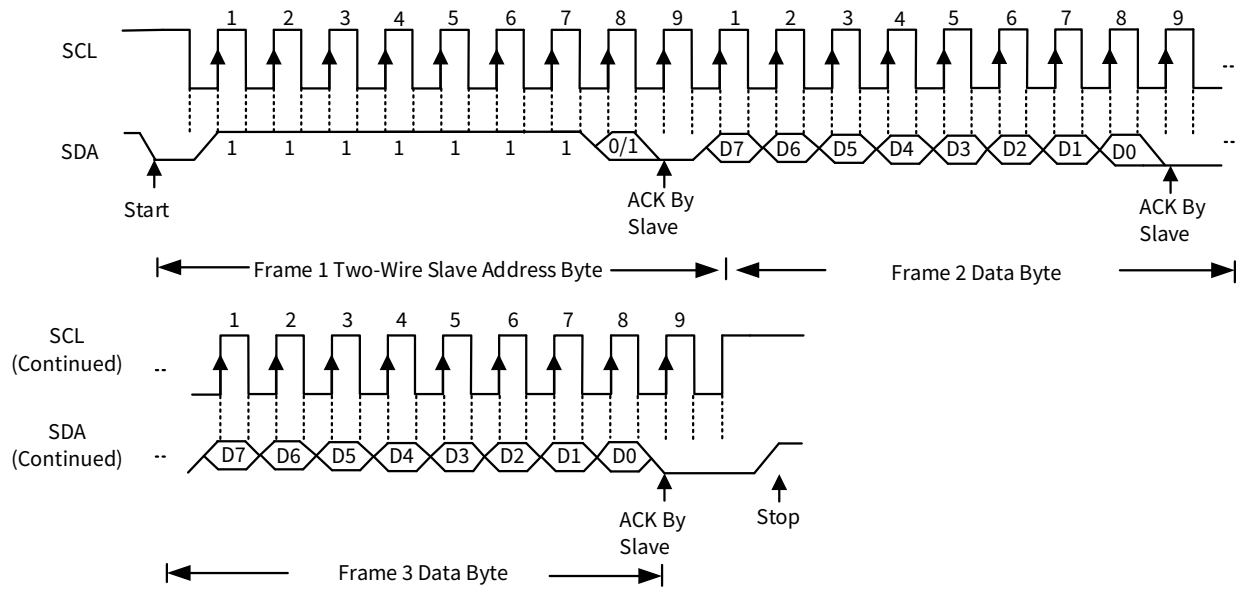 1 2 3 4 5 6 7 8 9 1 2 3 4 5 6 7 8 9
SCL
--
SDA
1 1 1 1 1 1 1 0/1 D7 D6 D5 D4 D3 D2 D1 D0
--
Start
ACK By
Slave
ACK By
Slave
Frame 1 Two-Wire Slave Address Byte
Frame 2 Data Byte
1 2 3 4 5 6 7 8 9
SCL
(Continued)
--
SDA
(Continued)
--
D7 D6 D5 D4 D3 D2 D1 D0
ACK By
Slave
Stop
Frame 3 Data Byte